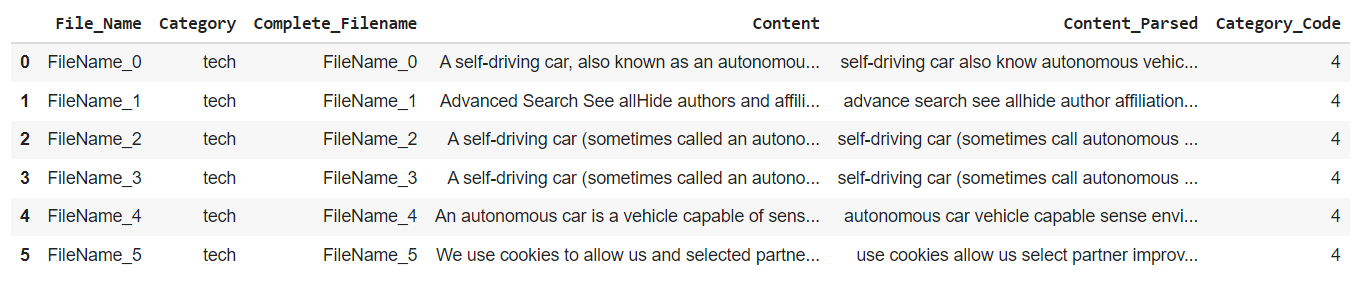 File_Name Category Complete_Filename Content Content_Parsed Category_Code
0 FileName_0 tech FileName_0 A self-driving car, also known as an autonomou... self-driving car also know autonomous vehic... 4
1 FileName_1 tech FileName_1 Advanced Search See allHide authors and affili... advance search see allhide author affiliation... 4
2 FileName_2 tech FileName_2 A self-driving car (sometimes called an autono... self-driving car (sometimes call autonomous ... 4
3 FileName_3 tech FileName_3 A self-driving car (sometimes called an autono... self-driving car (sometimes call autonomous ... 4
4 FileName_4 tech FileName_4 An autonomous car is a vehicle capable of sens... autonomous car vehicle capable sense envi... 4
5 FileName_5 tech FileName_5 We use cookies to allow us and selected partne... use cookies allow us select partner improv... 4